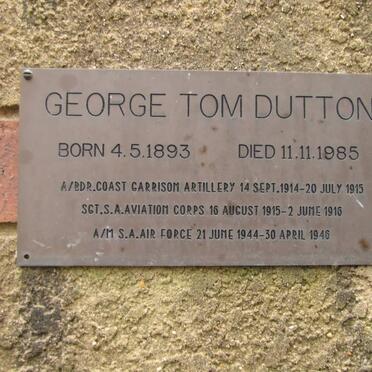 GEORGE TOM DUTTON
BORN 4.5.1893 DIED 11.11.1985
A/BDR.COAST GARRISON ARTILLERY 14 SEPT.1914-20 JULY 1915
SGT.S.A.AVIATION CORPS 16 AUGUST 1915-2 JUNE 1916
A/M S.A.AIR FORCE 21 JUNE 1944-30 APRIL 1946